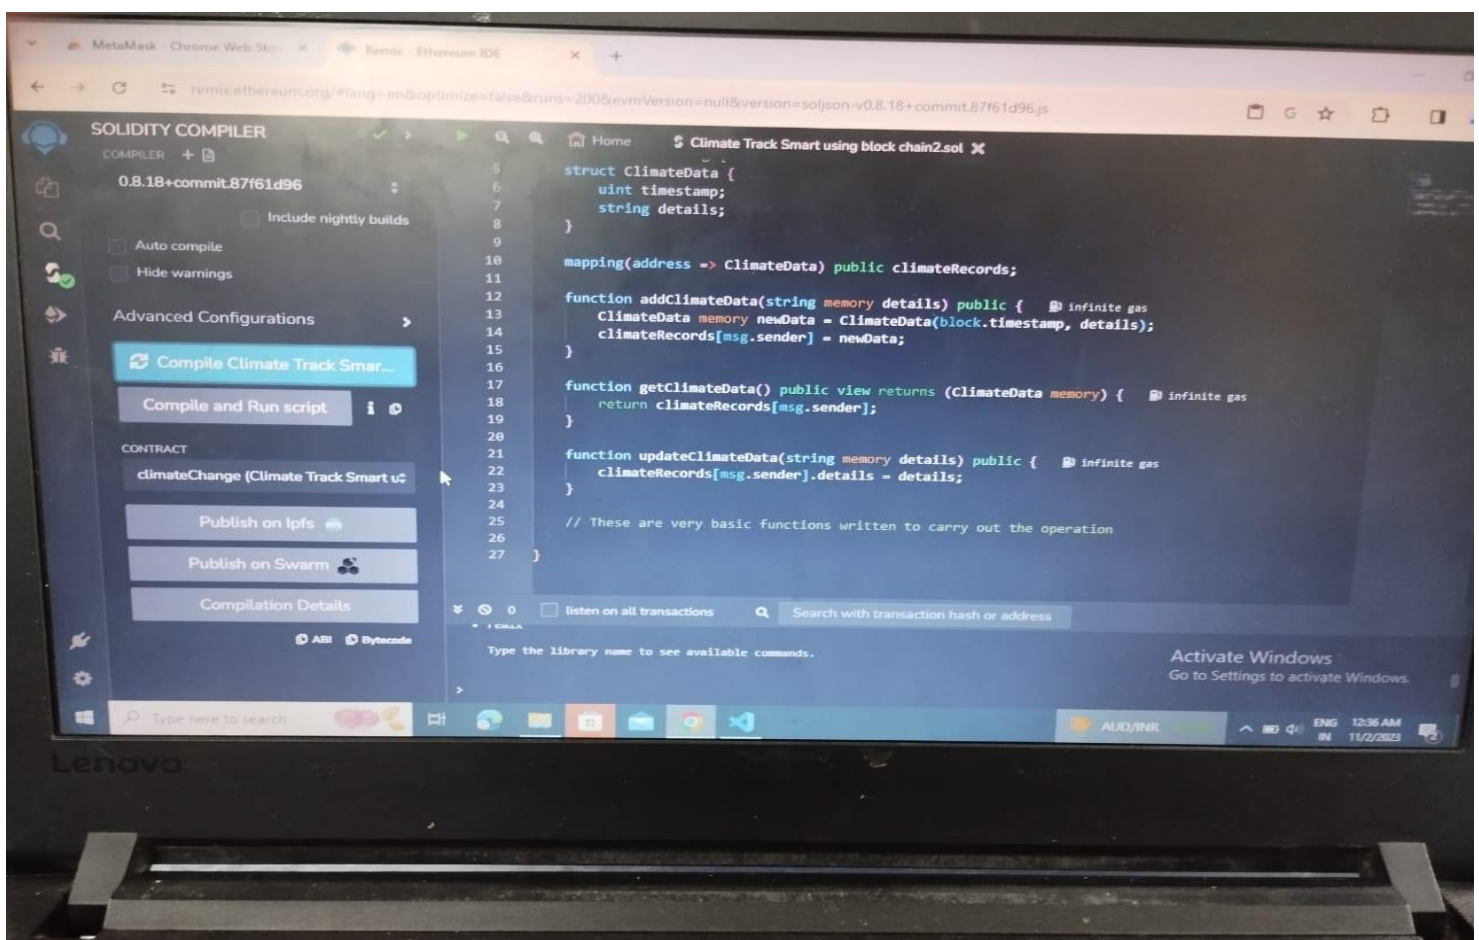 MetaMask - Chrome Web Sto
Remix - Ethereum IDE
remix.ethereum.org/#lang=en&optimize=false&runs=200&evmVersion=null&version=soljson-v0.8.18+commit.87f61d96.js
SOLIDITY COMPILER
COMPILER
0.8.18+commit.87f61d96
Include nightly builds
Auto compile
Hide warnings
Advanced Configurations
Compile Climate Track Smar...
Compile and Run script
CONTRACT
climateChange (Climate Track Smart u
Publish on Ipfs
Publish on Swarm
Compilation Details
ABI Bytecode
Home
Climate Track Smart using block chain2.sol
5 struct ClimateData {
6 uint timestamp;
7 string details;
8 }
9
10 mapping(address => ClimateData) public climateRecords;
11
12 function addClimateData(string memory details) public { infinite gas
13 ClimateData memory newData = ClimateData(block.timestamp, details);
14 climateRecords[msg.sender] = newData;
15 }
16
17 function getClimateData() public view returns (ClimateData memory) { infinite gas
18 return climateRecords[msg.sender];
19 }
20
21 function updateClimateData(string memory details) public { infinite gas
22 climateRecords[msg.sender].details = details;
23 }
24
25 // These are very basic functions written to carry out the operation
26
27 }
0 listen on all transactions Search with transaction hash or address
remix
Type the library name to see available commands.
>
Activate Windows
Go to Settings to activate Windows.
Type here to search
AUD/INR
ENG
IN
12:36 AM
11/2/2023
2
Lenovo